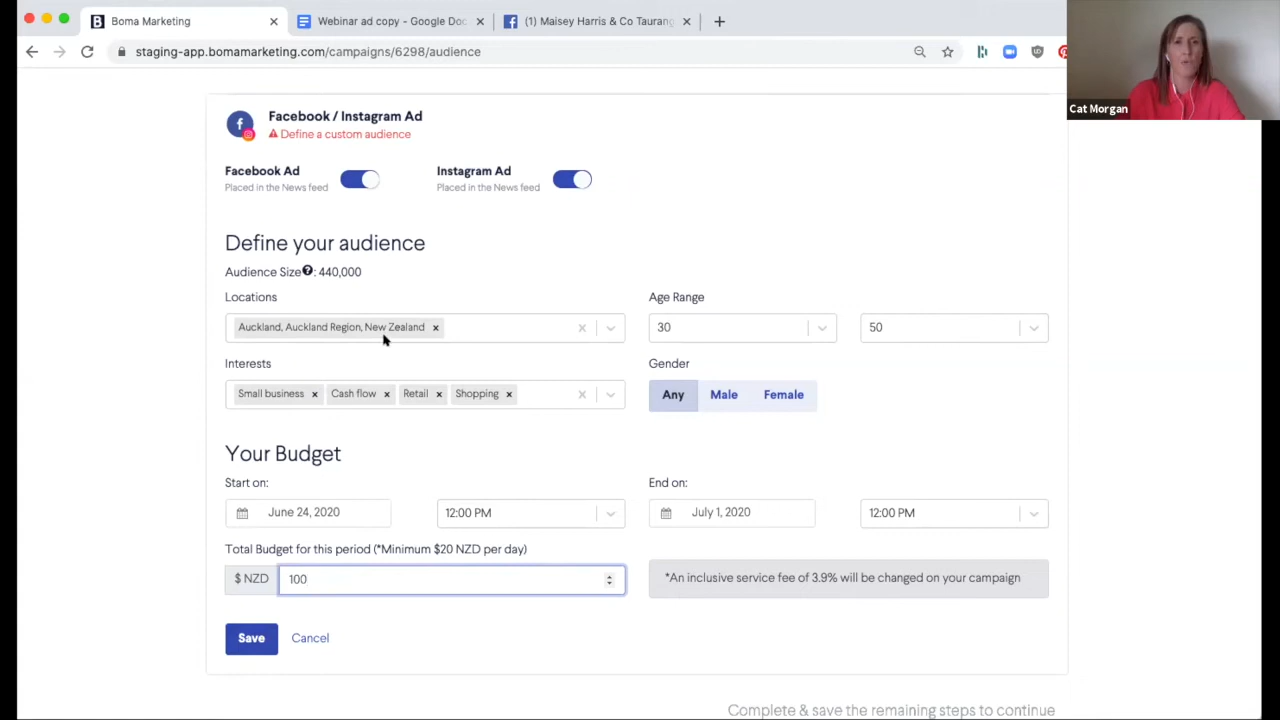 Boma Marketing
Webinar ad copy - Google Doc
(1) Maisey Harris & Co Taurang
staging-app.bomamarketing.com/campaigns/6298/audience
Cat Morgan
Facebook / Instagram Ad
Define a custom audience
Facebook Ad
Placed in the News feed
Instagram Ad
Placed in the News feed
Define your audience
Audience Size?: 440,000
Locations
Age Range
Auckland, Auckland Region, New Zealand
30
50
Interests
Gender
Small business
Cash flow
Retail
Shopping
Any
Male
Female
Your Budget
Start on:
End on:
June 24, 2020
12:00 PM
July 1, 2020
12:00 PM
Total Budget for this period (*Minimum $20 NZD per day)
$ NZD
100
*An inclusive service fee of 3.9% will be changed on your campaign
Save
Cancel
Complete & save the remaining steps to continue